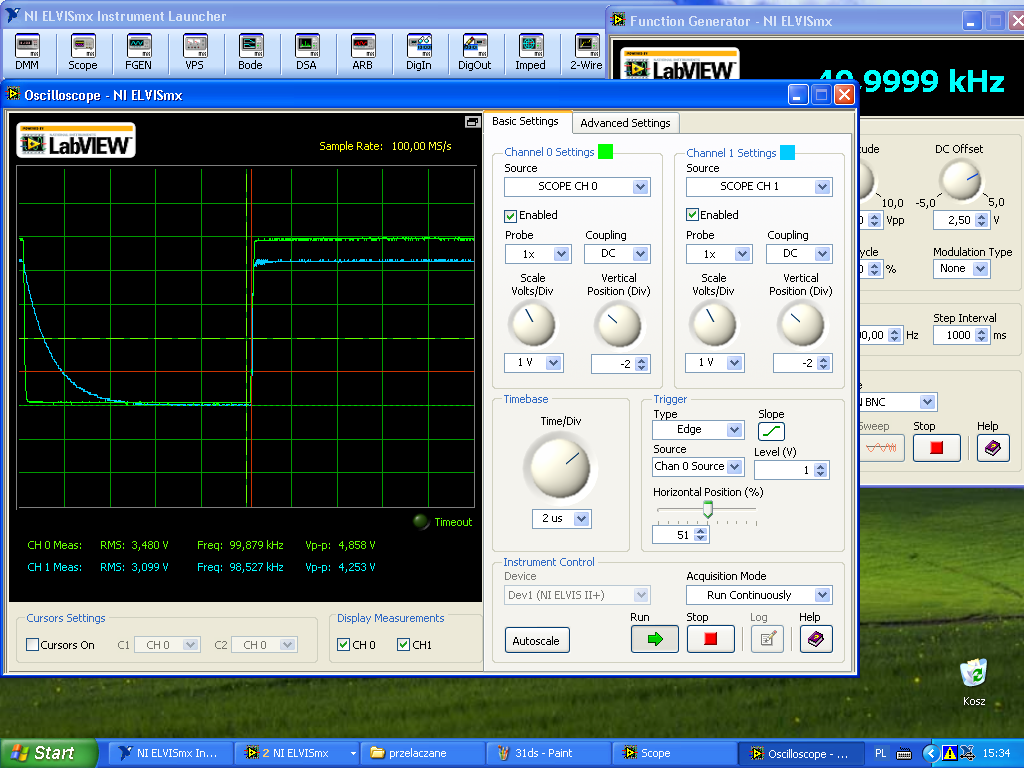 NI ELVISmx Instrument Launcher
DMM Scope FGEN VPS Bode DSA ARB DigIn DigOut Imped 2-Wire
Function Generator - NI ELVISmx
POWERED BY
LabVIEW
9999 kHz
Oscilloscope - NI ELVISmx
POWERED BY
LabVIEW
Sample Rate: 100,00 MS/s
Timeout
CH 0 Meas: RMS: 3,480 V Freq: 99,879 kHz Vp-p: 4,858 V
CH 1 Meas: RMS: 3,099 V Freq: 98,527 kHz Vp-p: 4,253 V
Cursors Settings
Cursors On C1 CH 0 C2 CH 0
Display Measurements
CH 0 CH1
Basic Settings Advanced Settings
Channel 0 Settings
Source
SCOPE CH 0
Enabled
Probe Coupling
1x DC
Scale Volts/Div Vertical Position (Div)
1 V -2
Channel 1 Settings
Source
SCOPE CH 1
Enabled
Probe Coupling
1x DC
Scale Volts/Div Vertical Position (Div)
1 V -2
Timebase
Time/Div
2 us
Trigger
Type Slope
Edge
Source Level (V)
Chan 0 Source 1
Horizontal Position (%)
51
Instrument Control
Device Acquisition Mode
Dev1 (NI ELVIS II+) Run Continuously
Run Stop Log Help
Autoscale
DC Offset
10,0 -5,0 5,0
Vpp 2,50 V
Modulation Type
% None
Step Interval
Hz 1000 ms
BNC
Sweep Stop Help
Kosz
Start NI ELVISmx In... 2 NI ELVISmx przelaczane 31ds - Paint Scope Oscilloscope - ... PL 15:34